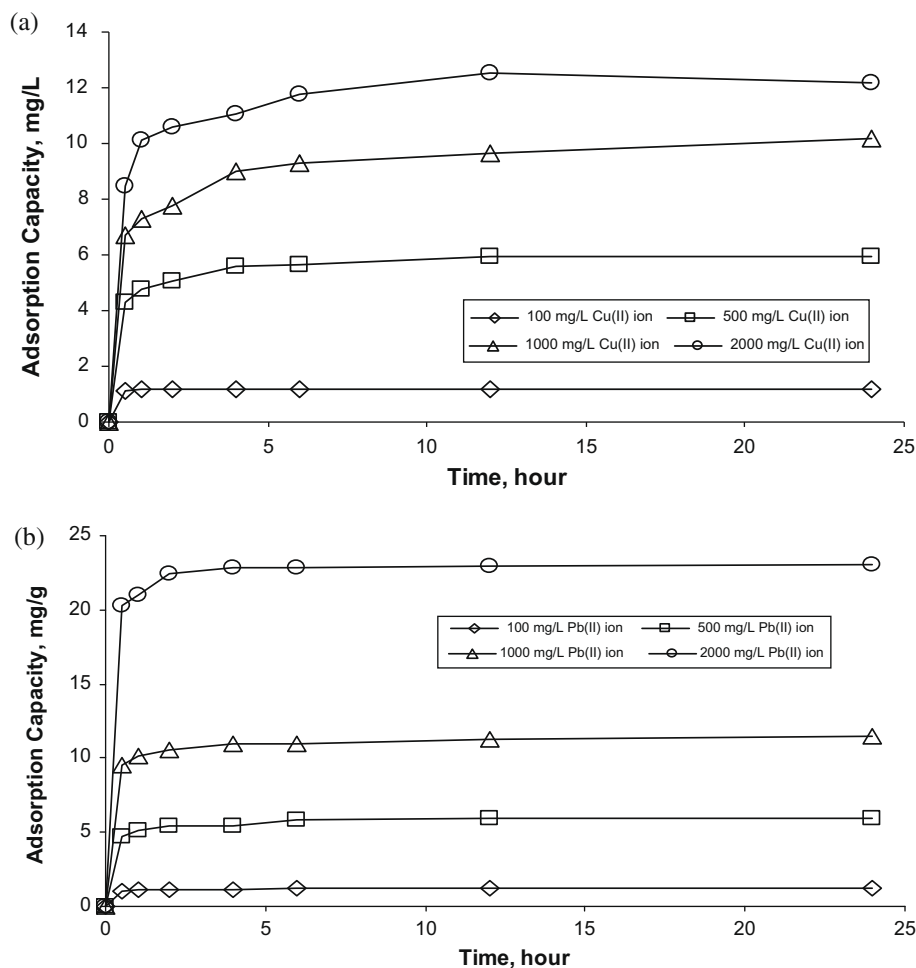 (a)
Adsorption Capacity, mg/L
14
12
10
8
6
4
2
0
100 mg/L Cu(II) ion 500 mg/L Cu(II) ion
1000 mg/L Cu(II) ion 2000 mg/L Cu(II) ion
0 5 10 15 20 25
Time, hour
(b)
Adsorption Capacity, mg/g
25
20
15
10
5
0
100 mg/L Pb(II) ion 500 mg/L Pb(II) ion
1000 mg/L Pb(II) ion 2000 mg/L Pb(II) ion
0 5 10 15 20 25
Time, hour